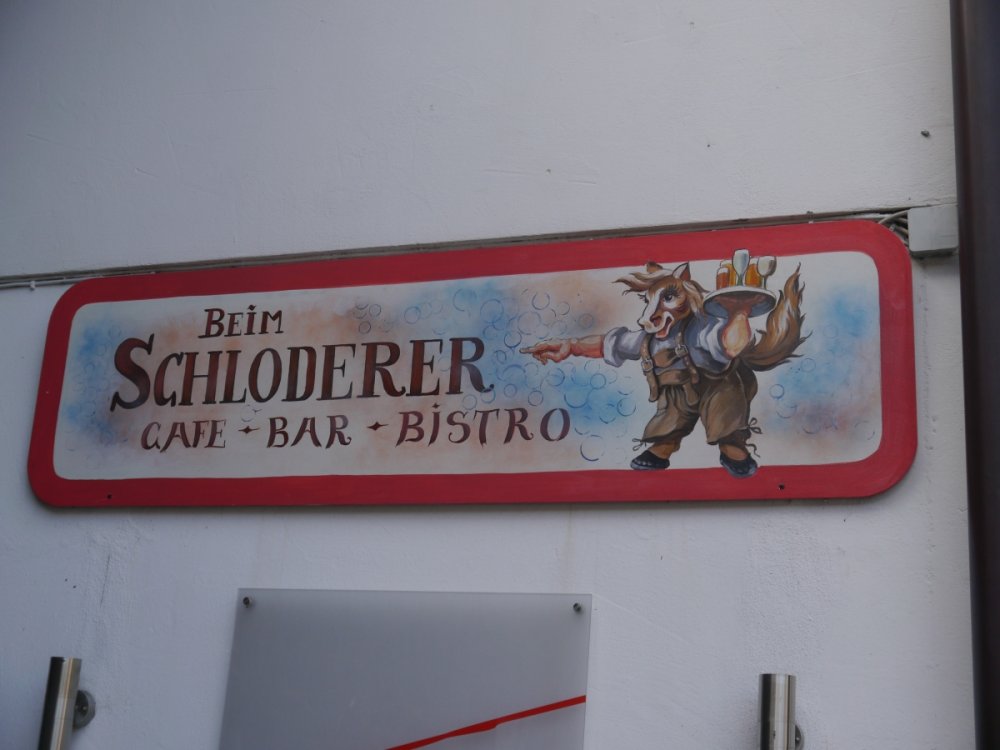 BEIM
SCHLODERER
CAFE - BAR - BISTRO